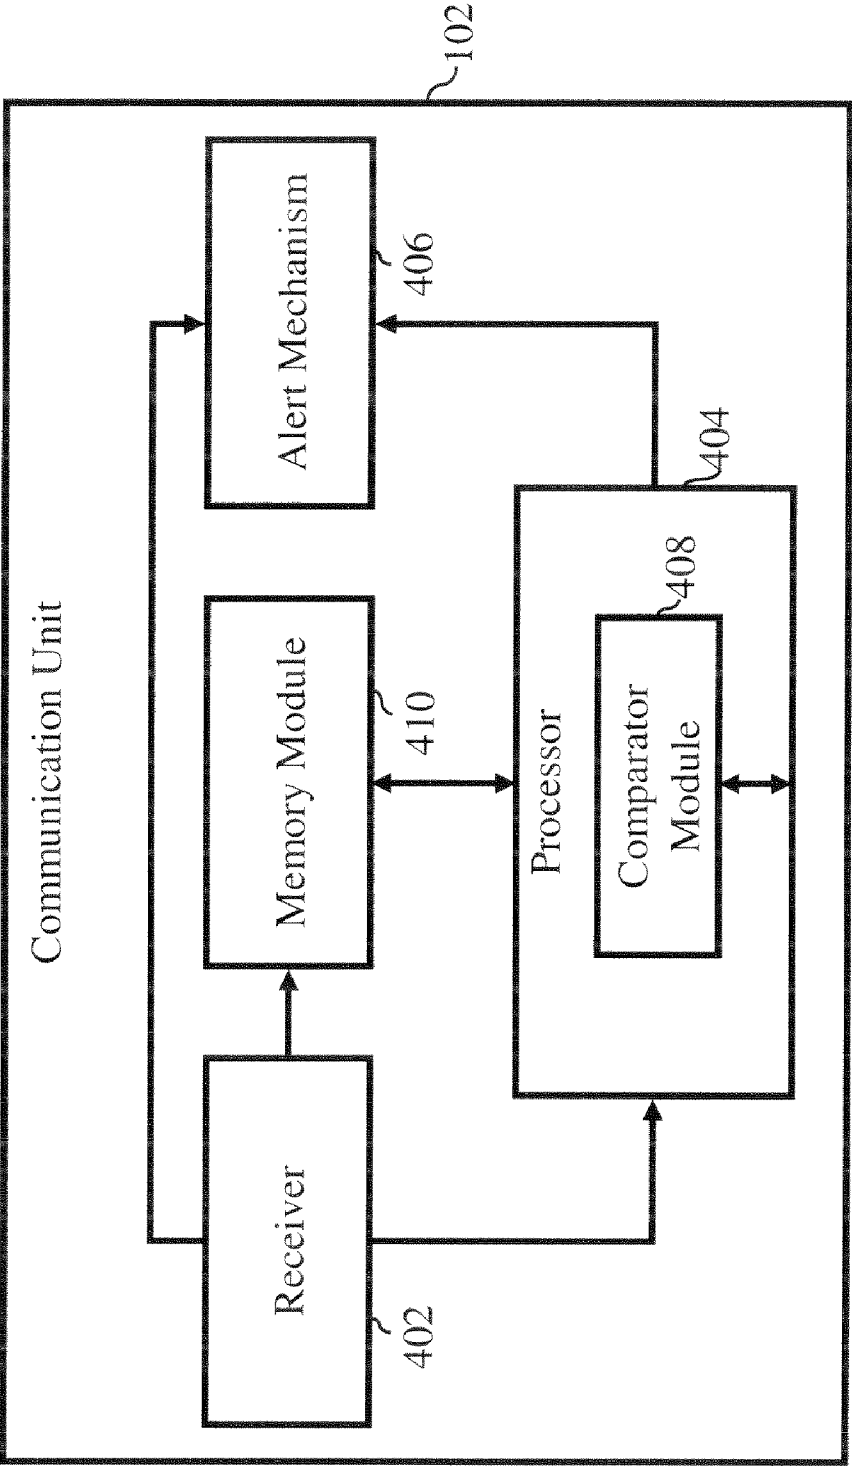 Communication Unit
102
Receiver
402
Memory Module
410
Alert Mechanism
406
Processor
404
Comparator
Module
408